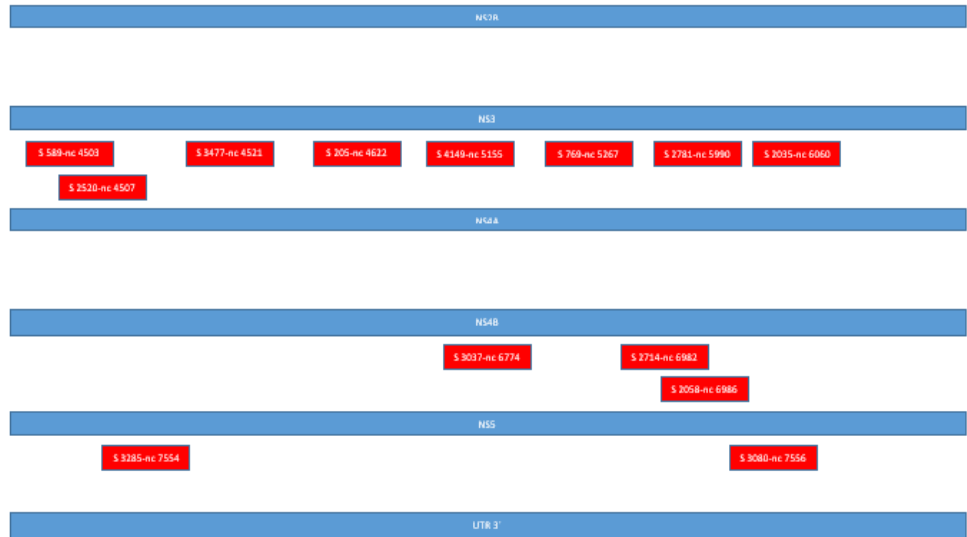 NS2B
NS3
S 589-nc 4503
S 3477-nc 4521
S 205-nc 4622
S 4149-nc 5155
S 769-nc 5267
S 2781-nc 5990
S 2035-nc 6060
S 2520-nc 4507
NS4A
NS4B
S 3037-nc 6774
S 2714-nc 6982
S 2058-nc 6986
NS5
S 3285-nc 7554
S 3080-nc 7556
UTR 3'